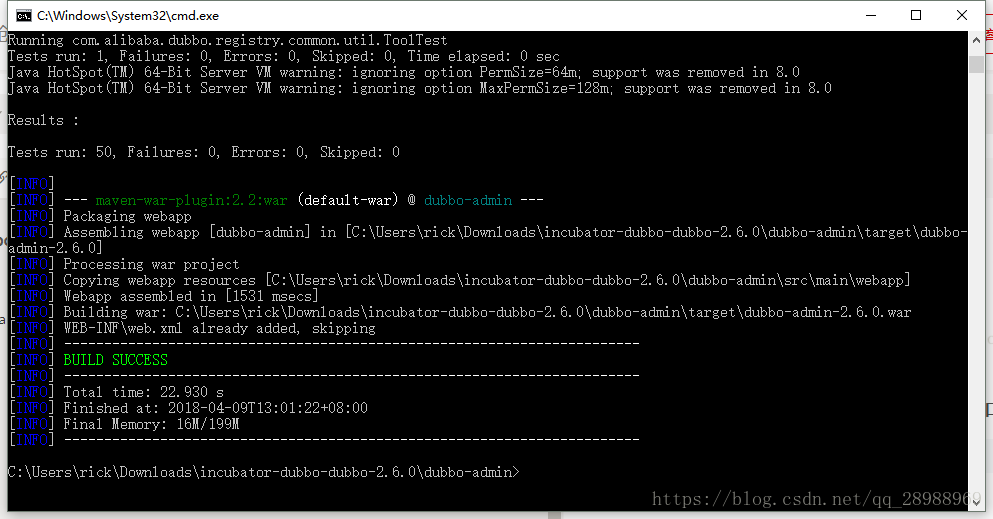 C:\Windows\System32\cmd.exe
Running com.alibaba.dubbo.registry.common.util.ToolTest
Tests run: 1, Failures: 0, Errors: 0, Skipped: 0, Time elapsed: 0 sec
Java HotSpot(TM) 64-Bit Server VM warning: ignoring option PermSize=64m; support was removed in 8.0
Java HotSpot(TM) 64-Bit Server VM warning: ignoring option MaxPermSize=128m; support was removed in 8.0
Results :
Tests run: 50, Failures: 0, Errors: 0, Skipped: 0
[INFO]
[INFO] --- maven-war-plugin:2.2:war (default-war) @ dubbo-admin ---
[INFO] Packaging webapp
[INFO] Assembling webapp [dubbo-admin] in [C:\Users\rick\Downloads\incubator-dubbo-dubbo-2.6.0\dubbo-admin\target\dubbo-
admin-2.6.0]
[INFO] Processing war project
[INFO] Copying webapp resources [C:\Users\rick\Downloads\incubator-dubbo-dubbo-2.6.0\dubbo-admin\src\main\webapp]
[INFO] Webapp assembled in [1531 msecs]
[INFO] Building war: C:\Users\rick\Downloads\incubator-dubbo-dubbo-2.6.0\dubbo-admin\target\dubbo-admin-2.6.0.war
[INFO] WEB-INF\web.xml already added, skipping
[INFO] ------------------------------------------------------------------------
[INFO] BUILD SUCCESS
[INFO] ------------------------------------------------------------------------
[INFO] Total time: 22.930 s
[INFO] Finished at: 2018-04-09T13:01:22+08:00
[INFO] Final Memory: 16M/199M
[INFO] ------------------------------------------------------------------------
C:\Users\rick\Downloads\incubator-dubbo-dubbo-2.6.0\dubbo-admin>
https://blog.csdn.net/qq_28988969